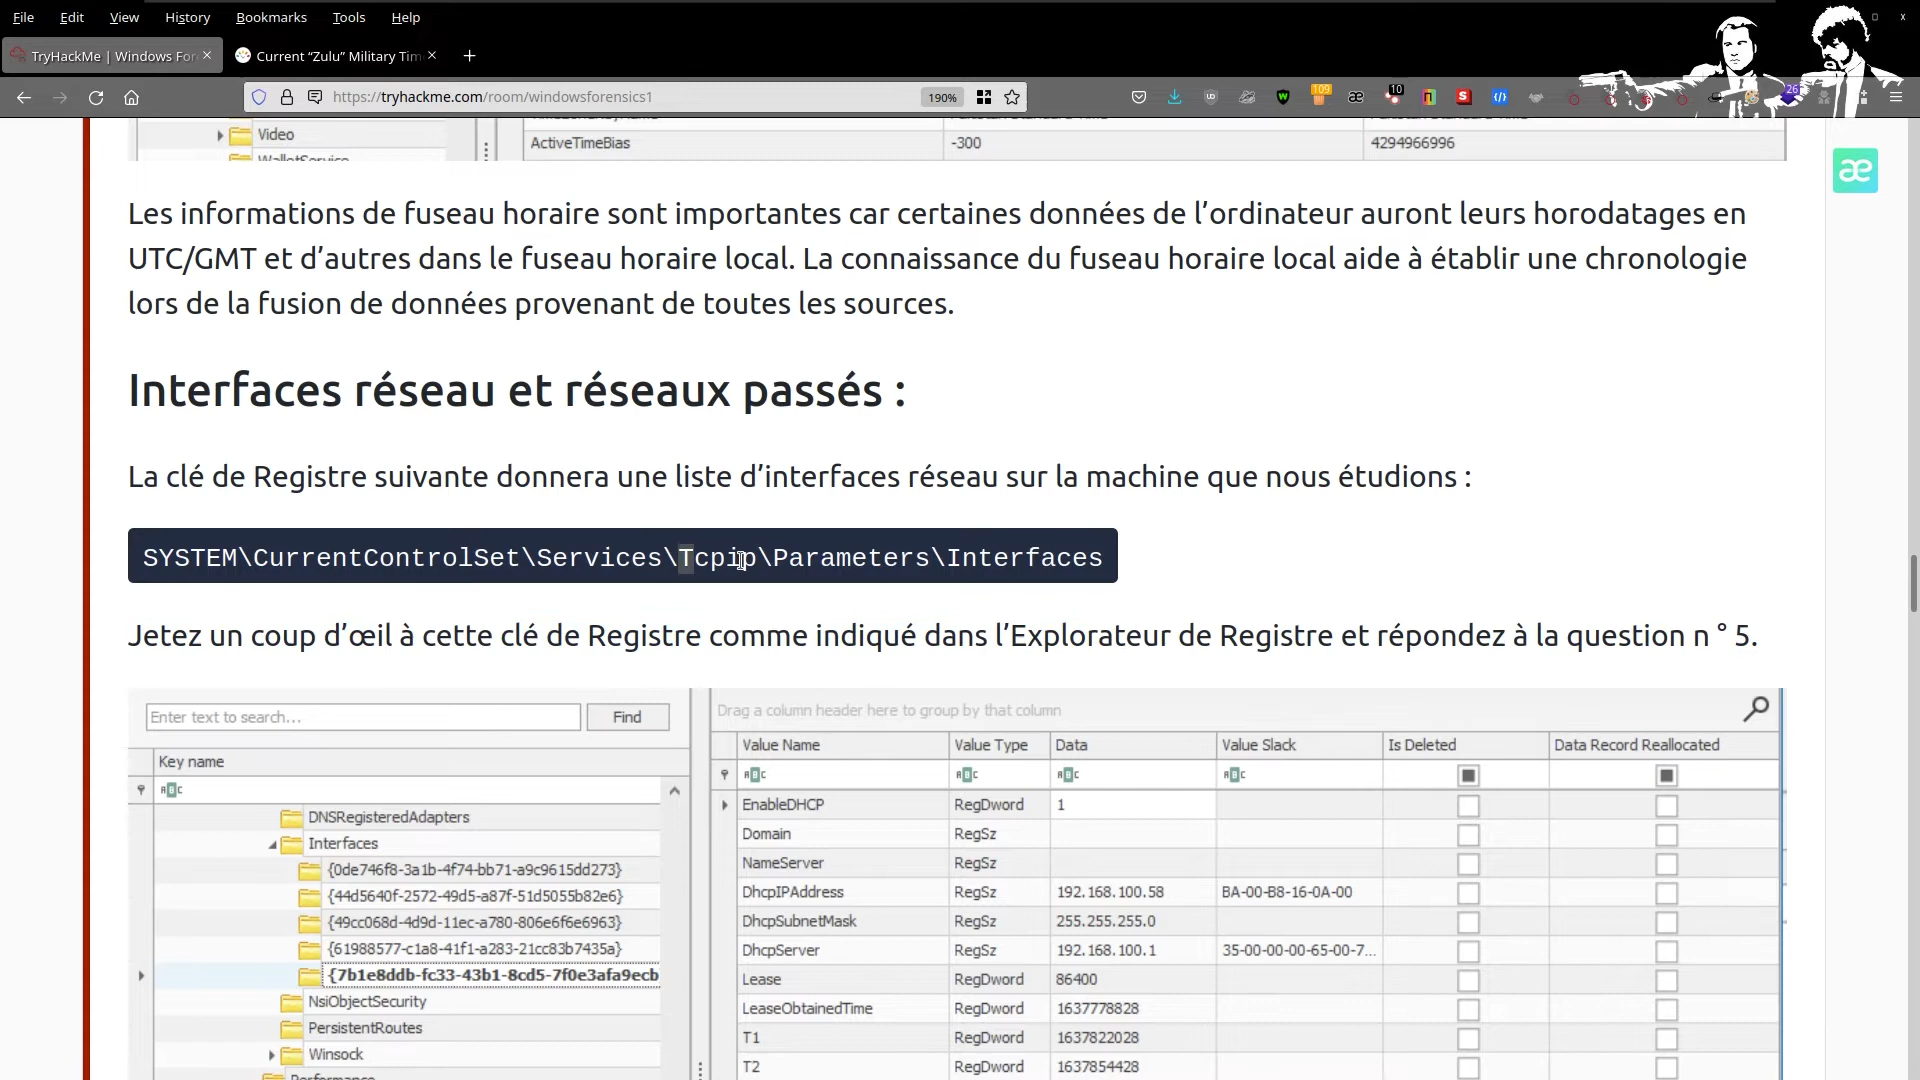 File Edit View History Bookmarks Tools Help
TryHackMe | Windows For
Current “Zulu” Military Tim
https://tryhackme.com/room/windowsforensics1
190%
109
10
26
Video
ActiveTimeBias -300 4294966996
Les informations de fuseau horaire sont importantes car certaines données de l’ordinateur auront leurs horodatages en
UTC/GMT et d’autres dans le fuseau horaire local. La connaissance du fuseau horaire local aide à établir une chronologie
lors de la fusion de données provenant de toutes les sources.
Interfaces réseau et réseaux passés :
La clé de Registre suivante donnera une liste d’interfaces réseau sur la machine que nous étudions :
SYSTEM\CurrentControlSet\Services\Tcpip\Parameters\Interfaces
Jetez un coup d’œil à cette clé de Registre comme indiqué dans l’Explorateur de Registre et répondez à la question n ° 5.
Enter text to search... Find
Key name
DNSRegisteredAdapters
Interfaces
{0de746f8-3a1b-4f74-bb71-a9c9615dd273}
{44d5640f-2572-49d5-a87f-51d5055b82e6}
{49cc068d-4d9d-11ec-a780-806e6f6e6963}
{61988577-c1a8-41f1-a283-21cc83b7435a}
{7b1e8ddb-fc33-43b1-8cd5-7f0e3afa9ecb
NsiObjectSecurity
PersistentRoutes
Winsock
Drag a column header here to group by that column
Value Name Value Type Data Value Slack Is Deleted Data Record Reallocated
EnableDHCP RegDword 1
Domain RegSz
NameServer RegSz
DhcpIPAddress RegSz 192.168.100.58 BA-00-B8-16-0A-00
DhcpSubnetMask RegSz 255.255.255.0
DhcpServer RegSz 192.168.100.1 35-00-00-00-65-00-7...
Lease RegDword 86400
LeaseObtainedTime RegDword 1637778828
T1 RegDword 1637822028
T2 RegDword 1637854428